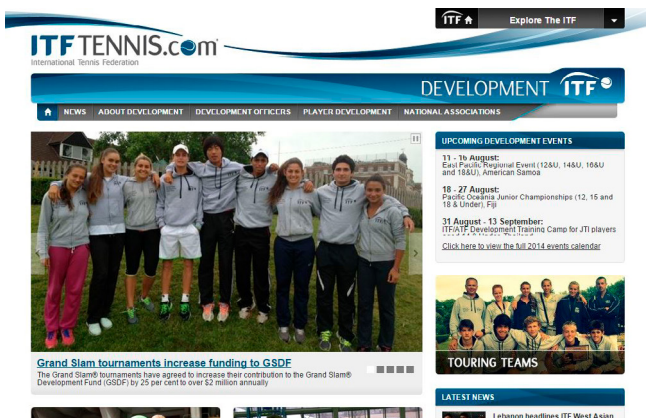 ITF
Explore The ITF
ITFTENNIS.com
International Tennis Federation
DEVELOPMENT ITF
NEWS ABOUT DEVELOPMENT DEVELOPMENT OFFICERS PLAYER DEVELOPMENT NATIONAL ASSOCIATIONS
UPCOMING DEVELOPMENT EVENTS
11 - 16 August:
East Pacific Regional Event (12&U, 14&U, 16&U
and 18&U), American Samoa
18 - 27 August:
Pacific Oceania Junior Championships (12, 15 and
18 & Under), Fiji
31 August - 13 September:
ITF/ATF Development Training Camp for JTI players
Click here to view the full 2014 events calendar
TOURING TEAMS
Grand Slam tournaments increase funding to GSDF
The Grand Slam® tournaments have agreed to increase their contribution to the Grand Slam®
Development Fund (GSDF) by 25 per cent to over $2 million annually
LATEST NEWS
Lebanon headlines ITF West Asian